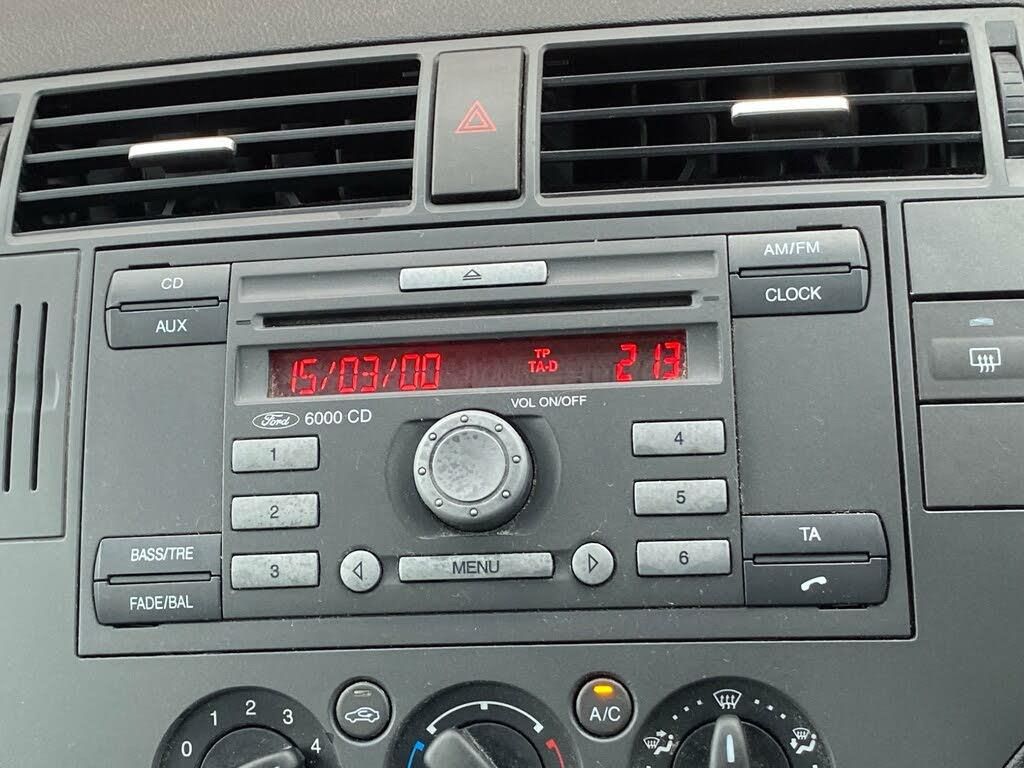 AM/FM
CD
CLOCK
AUX
15/03/00 TP TA-D 213
VOL ON/OFF
Ford 6000 CD
1
4
2
5
TA
BASS/TRE
3
MENU
6
FADE/BAL
0 1 2 3 4
A/C